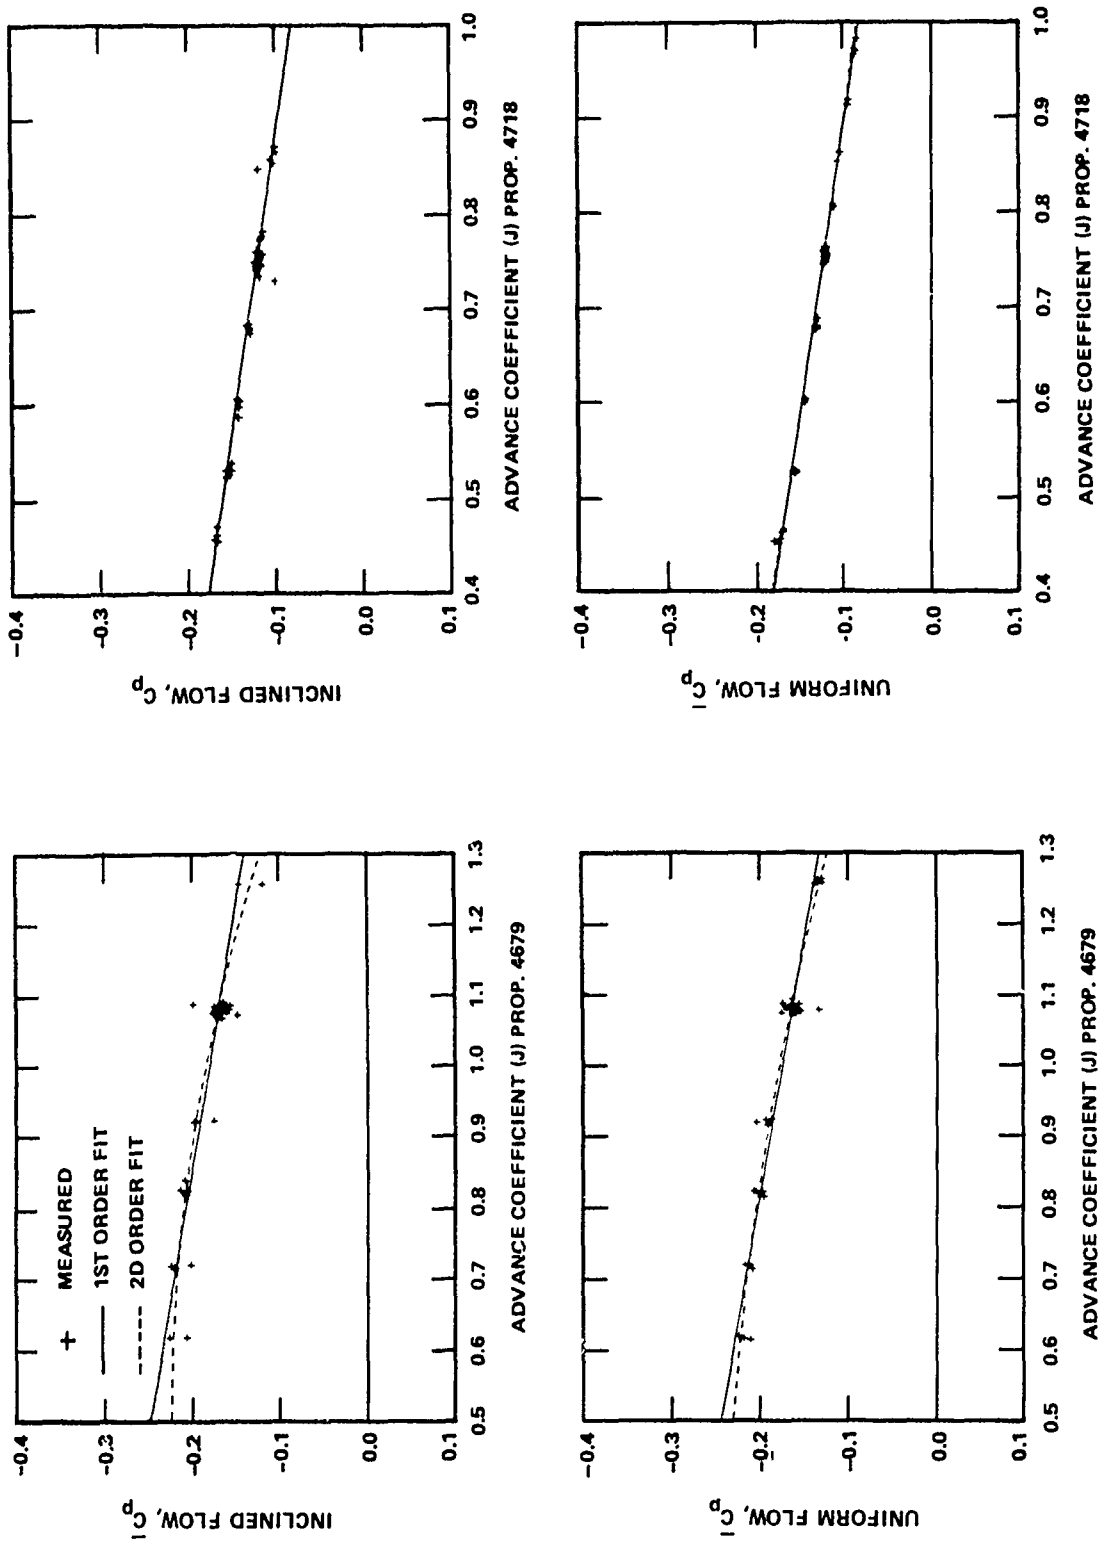 INCLINED FLOW, C̅p
-0.4
-0.3
-0.2
-0.1
0.0
0.1
+ MEASURED
—— 1ST ORDER FIT
----- 2D ORDER FIT
0.5 0.6 0.7 0.8 0.9 1.0 1.1 1.2 1.3
ADVANCE COEFFICIENT (J) PROP. 4679
INCLINED FLOW, Cp
-0.4
-0.3
-0.2
-0.1
0.0
0.1
0.4 0.5 0.6 0.7 0.8 0.9 1.0
ADVANCE COEFFICIENT (J) PROP. 4718
UNIFORM FLOW, C̅p
-0.4
-0.3
-0.2
-0.1
0.0
0.1
0.5 0.6 0.7 0.8 0.9 1.0 1.1 1.2 1.3
ADVANCE COEFFICIENT (J) PROP. 4679
UNIFORM FLOW, C̅p
-0.4
-0.3
-0.2
-0.1
0.0
0.1
0.4 0.5 0.6 0.7 0.8 0.9 1.0
ADVANCE COEFFICIENT (J) PROP. 4718